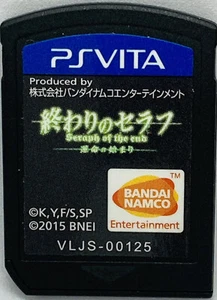 PSVITA
Produced by
株式会社バンダイナムコエンターテインメント
終わりのセラフ
Seraph of the end
運命の始まり
TM
BANDAI
NAMCO
Entertainment
©K,Y,F/S,SP
©2015 BNEI
VLJS-00125